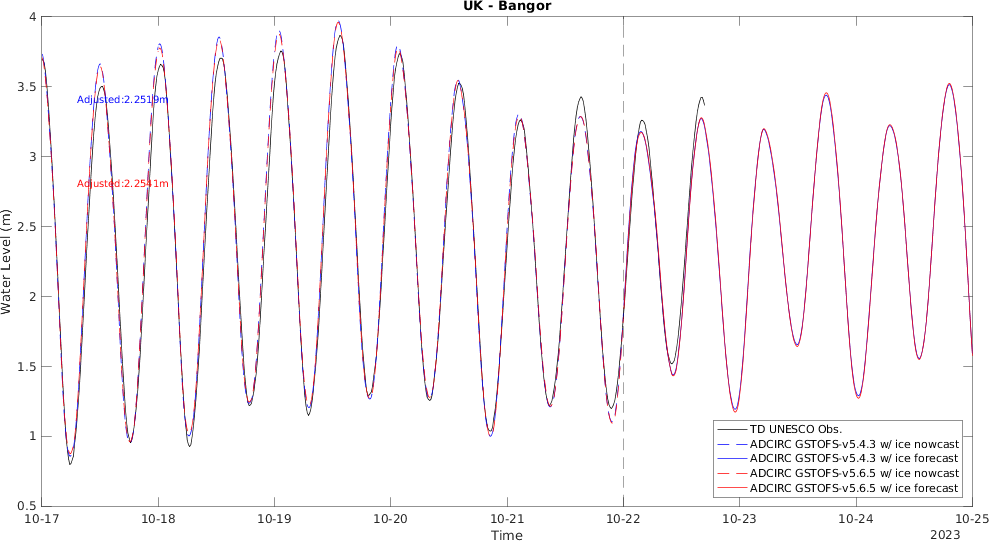 UK - Bangor
4
3.5
3
2.5
2
1.5
1
0.5
Water Level (m)
Adjusted:2.2519m
Adjusted:2.2541m
TD UNESCO Obs.
ADCIRC GSTOFS-v5.4.3 w/ ice nowcast
ADCIRC GSTOFS-v5.4.3 w/ ice forecast
ADCIRC GSTOFS-v5.6.5 w/ ice nowcast
ADCIRC GSTOFS-v5.6.5 w/ ice forecast
10-17 10-18 10-19 10-20 10-21 10-22 10-23 10-24 10-25
Time
2023